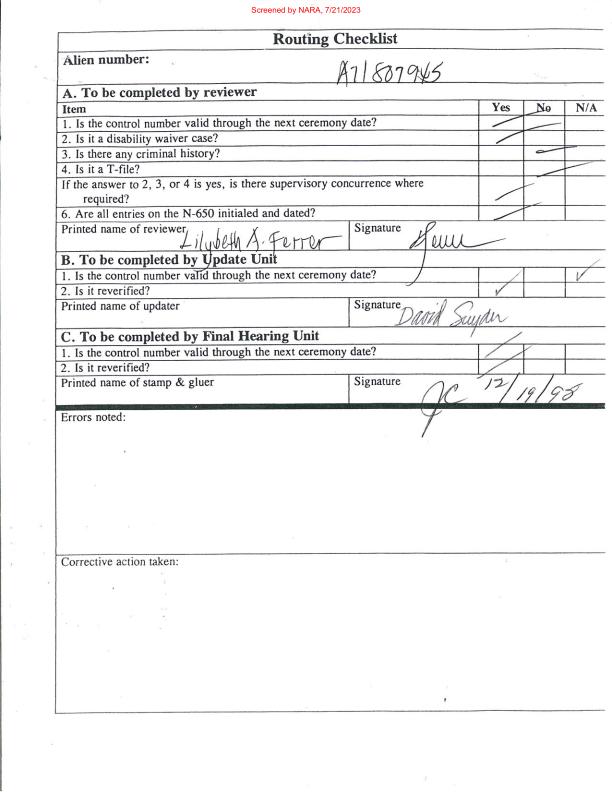 Screened by NARA, 7/21/2023
Routing Checklist
Alien number:
A71807945
A. To be completed by reviewer
Item Yes No N/A
1. Is the control number valid through the next ceremony date?
2. Is it a disability waiver case?
3. Is there any criminal history?
4. Is it a T-file?
If the answer to 2, 3, or 4 is yes, is there supervisory concurrence where
required?
6. Are all entries on the N-650 initialed and dated?
Printed name of reviewer Lilybeth A. Ferrer Signature
B. To be completed by Update Unit
1. Is the control number valid through the next ceremony date?
2. Is it reverified?
Printed name of updater Signature David Snyder
C. To be completed by Final Hearing Unit
1. Is the control number valid through the next ceremony date?
2. Is it reverified?
Printed name of stamp & gluer Signature JC 12/19/98
Errors noted:
Corrective action taken: